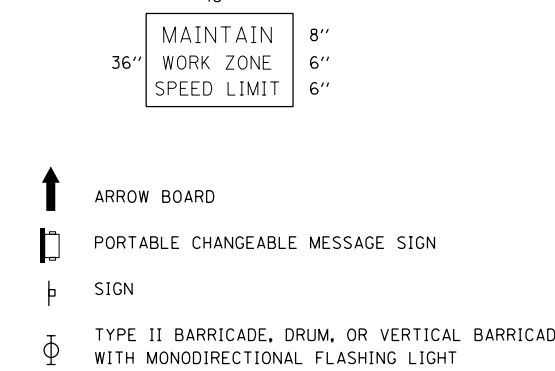 MAINTAIN 8''
36'' WORK ZONE 6''
SPEED LIMIT 6''
ARROW BOARD
PORTABLE CHANGEABLE MESSAGE SIGN
SIGN
TYPE II BARRICADE, DRUM, OR VERTICAL BARRICAD
WITH MONODIRECTIONAL FLASHING LIGHT